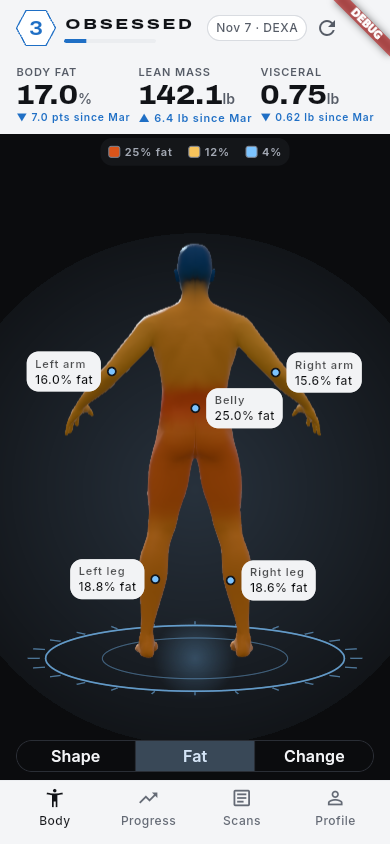 3
OBSESSED
Nov 7 · DEXA
DEBUG
BODY FAT
17.0%
▼ 7.0 pts since Mar
LEAN MASS
142.1lb
▲ 6.4 lb since Mar
VISCERAL
0.75lb
▼ 0.62 lb since Mar
25% fat
12%
4%
Left arm
16.0% fat
Right arm
15.6% fat
Belly
25.0% fat
Left leg
18.8% fat
Right leg
18.6% fat
Shape
Fat
Change
Body
Progress
Scans
Profile